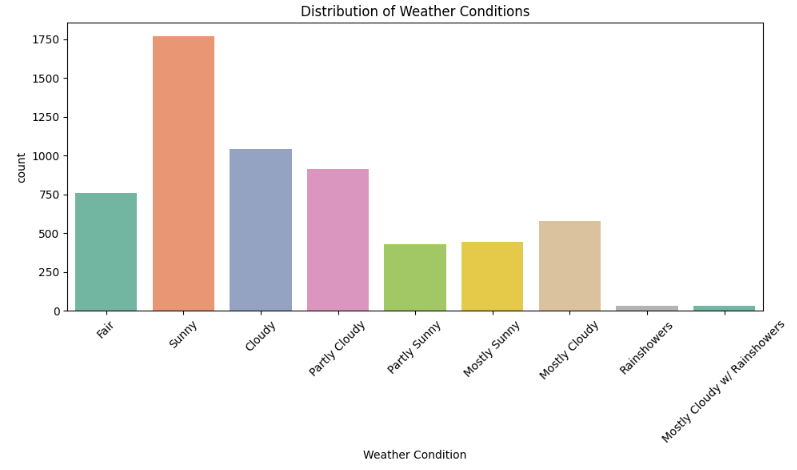 Distribution of Weather Conditions
1750
1500
1250
1000
750
500
250
0
count
Fair
Sunny
Cloudy
Partly Cloudy
Partly Sunny
Mostly Sunny
Mostly Cloudy
Rainshowers
Mostly Cloudy w/ Rainshowers
Weather Condition